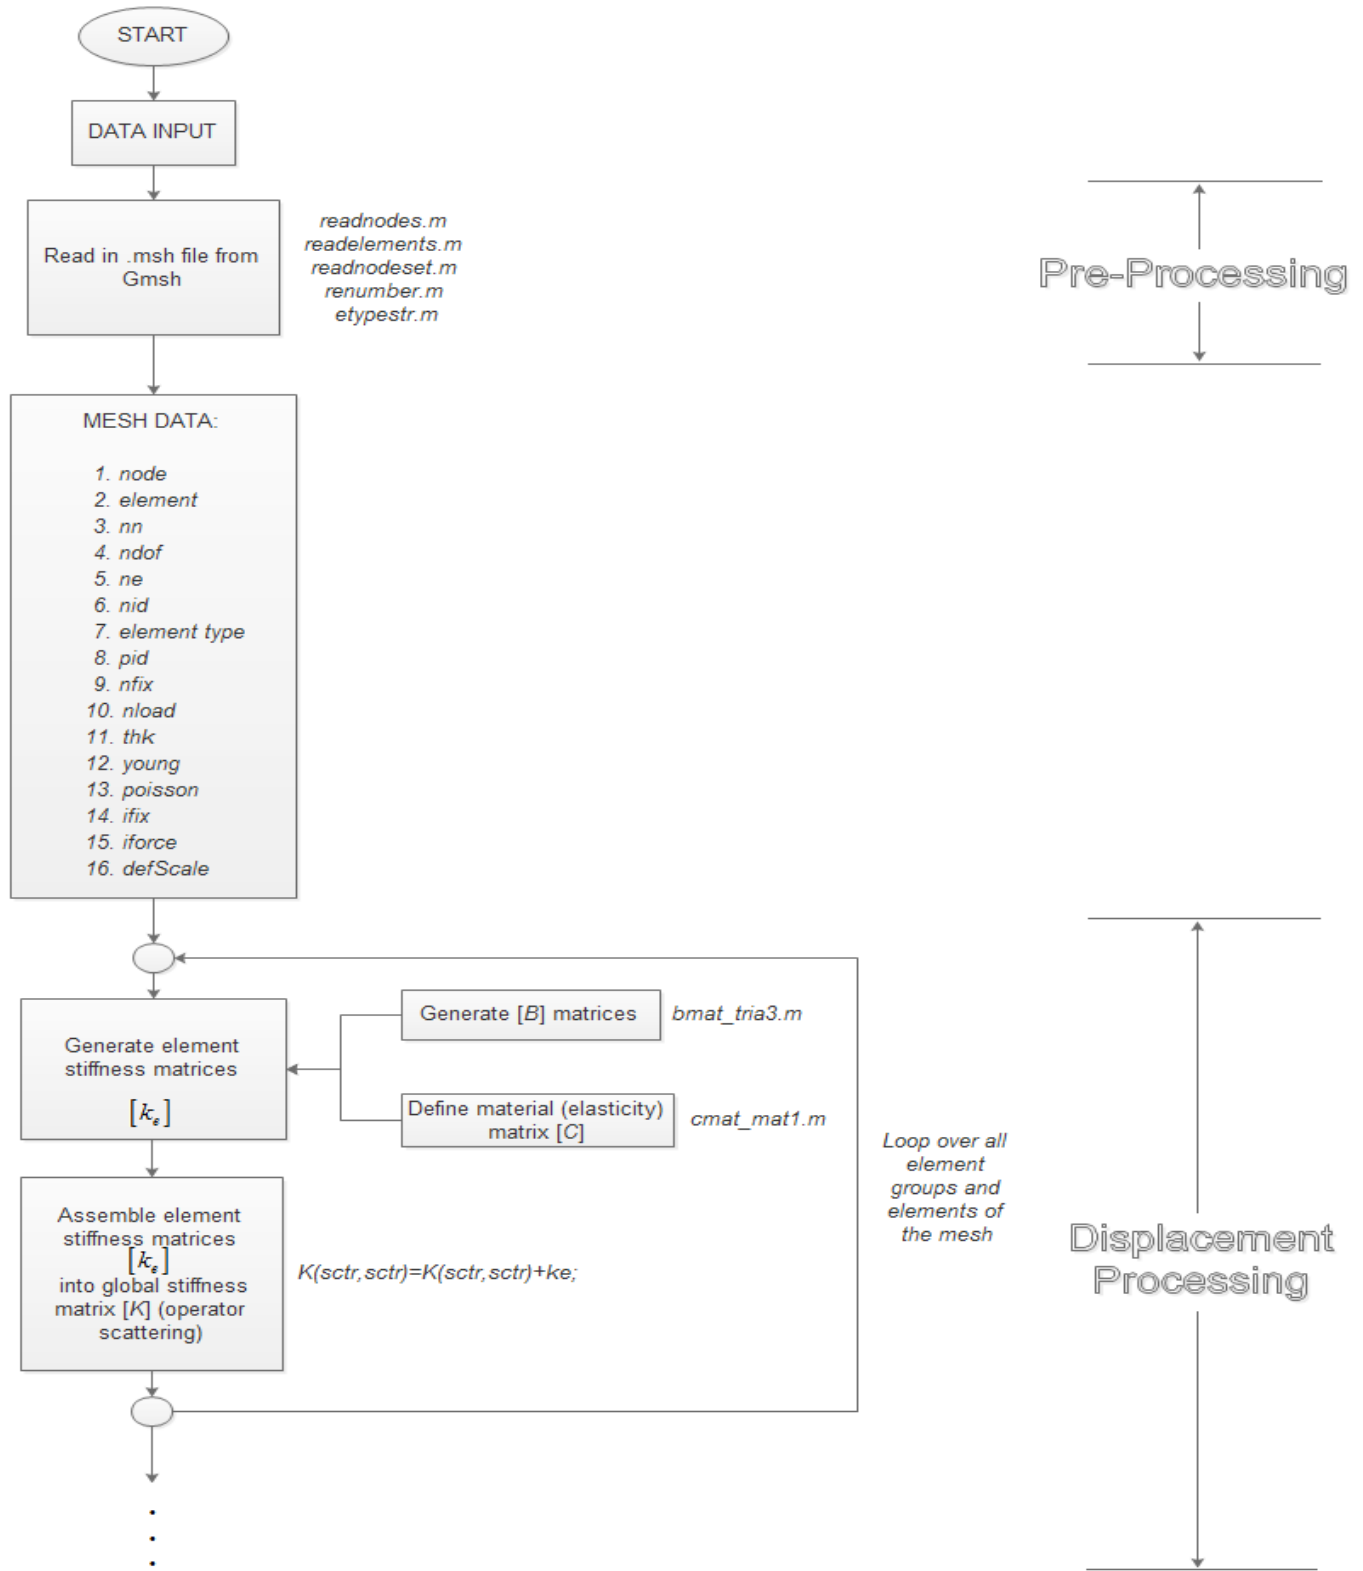 START
DATA INPUT
Read in .msh file from
Gmsh
readnodes.m
readelements.m
readnodeset.m
renumber.m
etypestr.m
Pre-Processing
MESH DATA:
1. node
2. element
3. nn
4. ndof
5. ne
6. nid
7. element type
8. pid
9. nfix
10. nload
11. thk
12. young
13. poisson
14. ifix
15. iforce
16. defScale
Generate element
stiffness matrices
[kₑ]
Generate [B] matrices
bmat_tria3.m
Define material (elasticity)
matrix [C]
cmat_mat1.m
Loop over all
element
groups and
elements of
the mesh
Displacement
Processing
Assemble element
stiffness matrices
[kₑ]
into global stiffness
matrix [K] (operator
scattering)
K(sctr,sctr)=K(sctr,sctr)+ke;